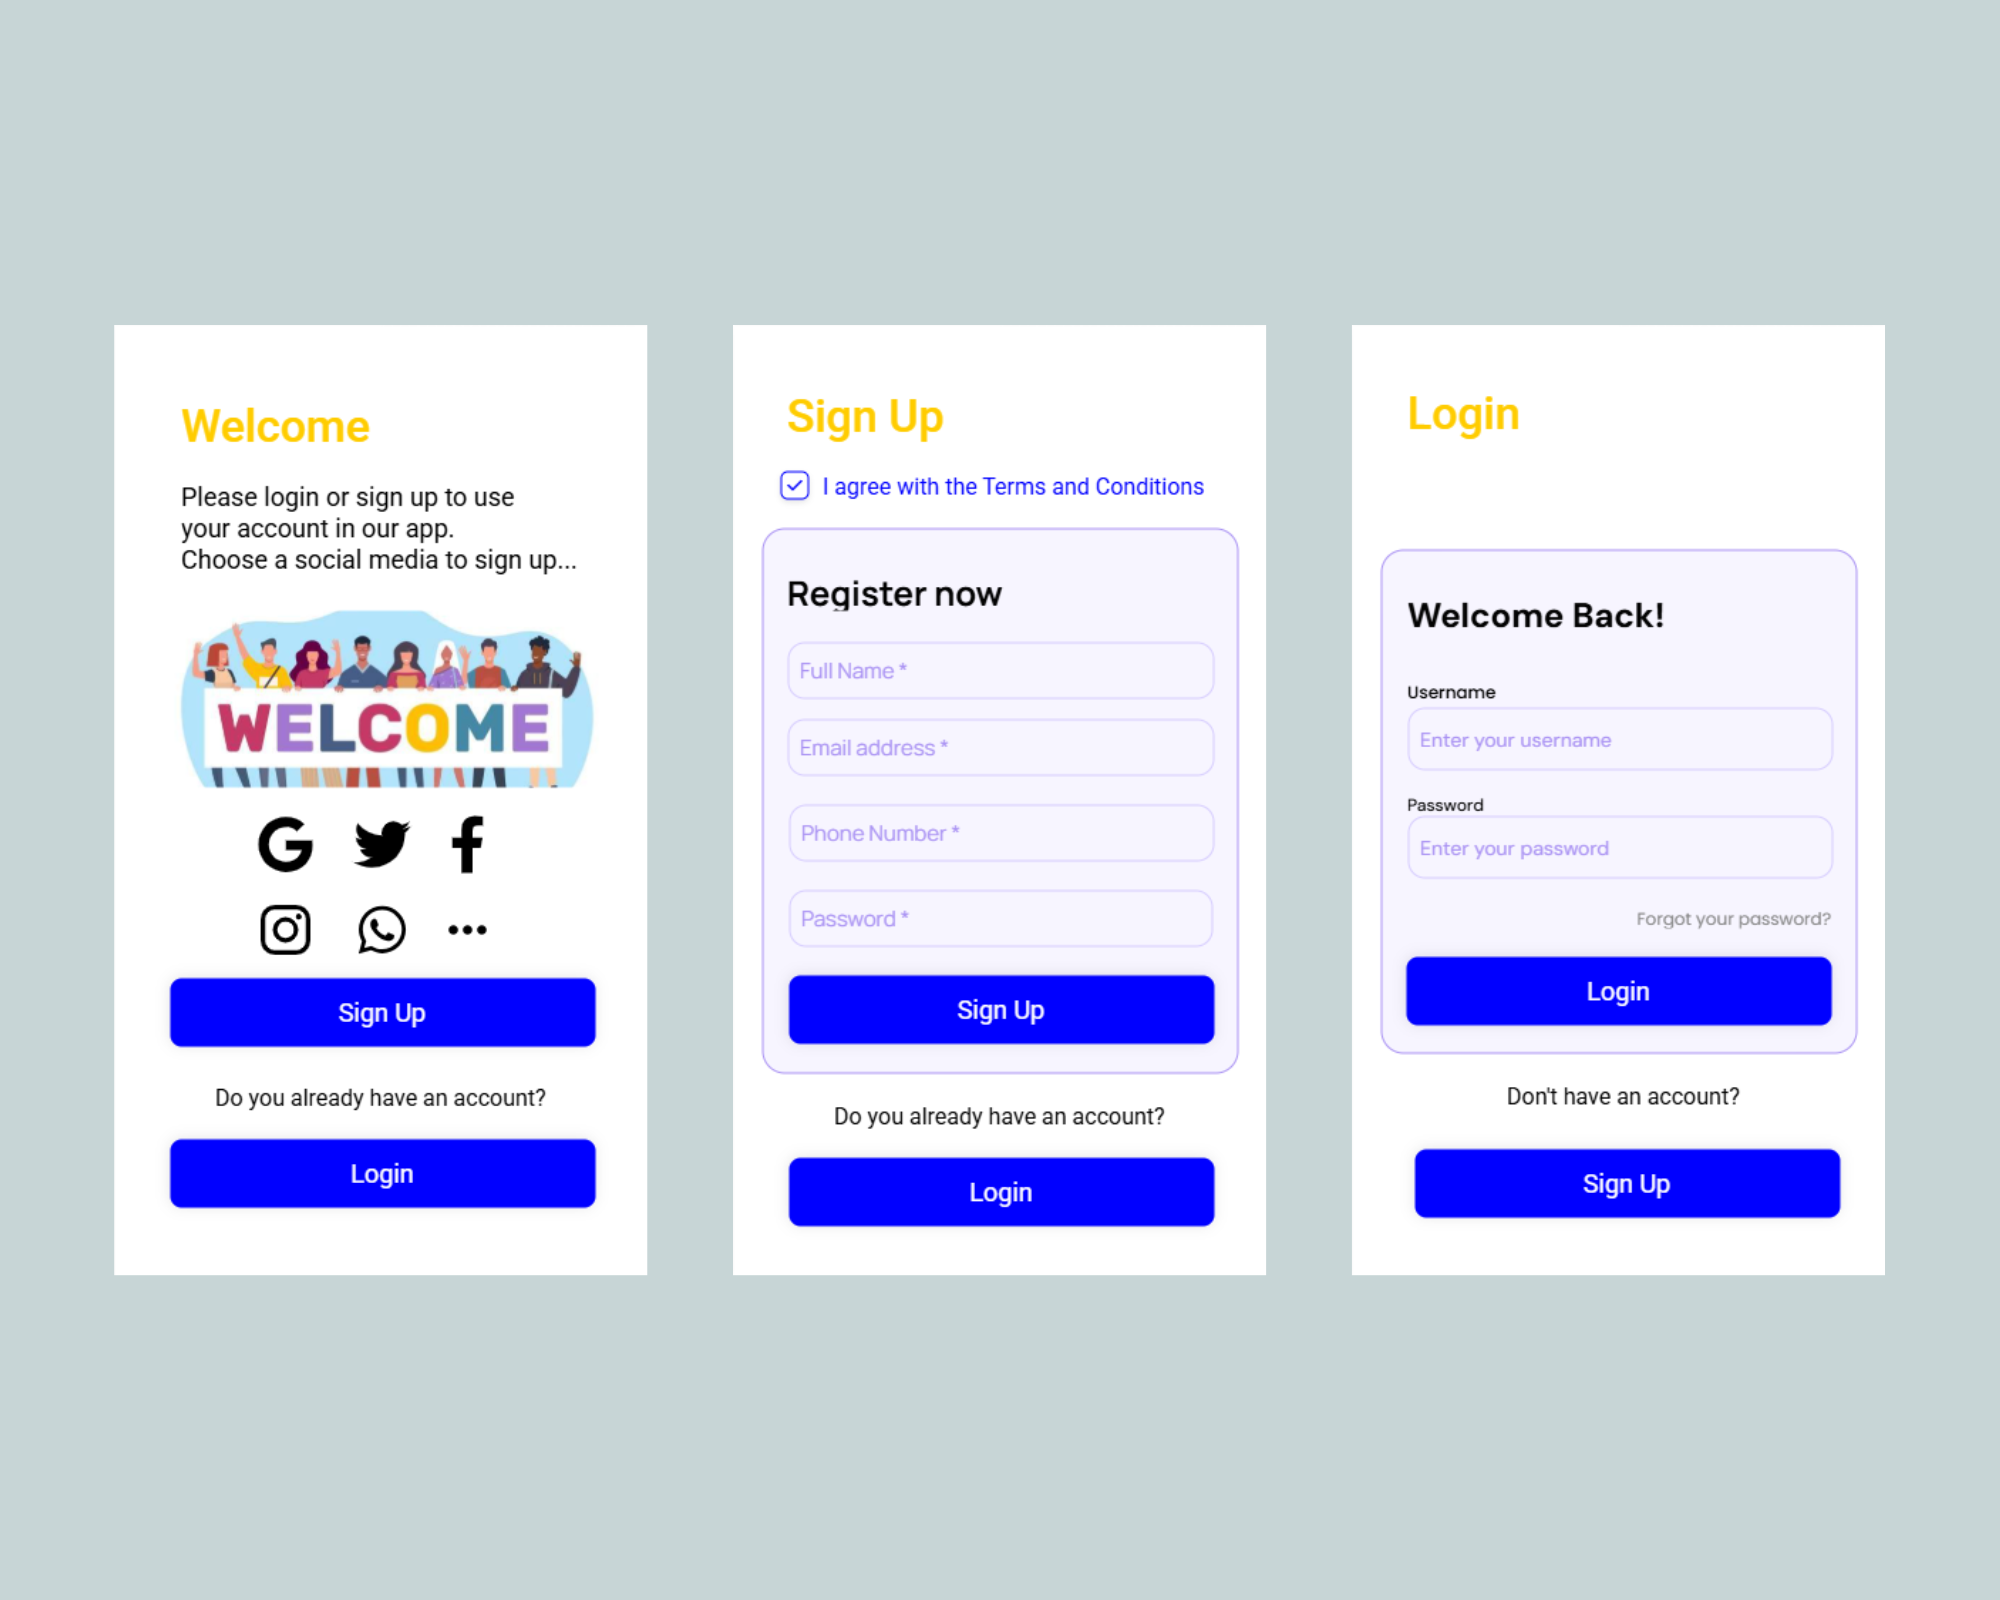 Welcome
Please login or sign up to use
your account in our app.
Choose a social media to sign up...
WELCOME
Sign Up
Do you already have an account?
Login
Sign Up
I agree with the Terms and Conditions
Register now
Full Name *
Email address *
Phone Number *
Password *
Sign Up
Do you already have an account?
Login
Login
Welcome Back!
Username
Enter your username
Password
Enter your password
Forgot your password?
Login
Don't have an account?
Sign Up